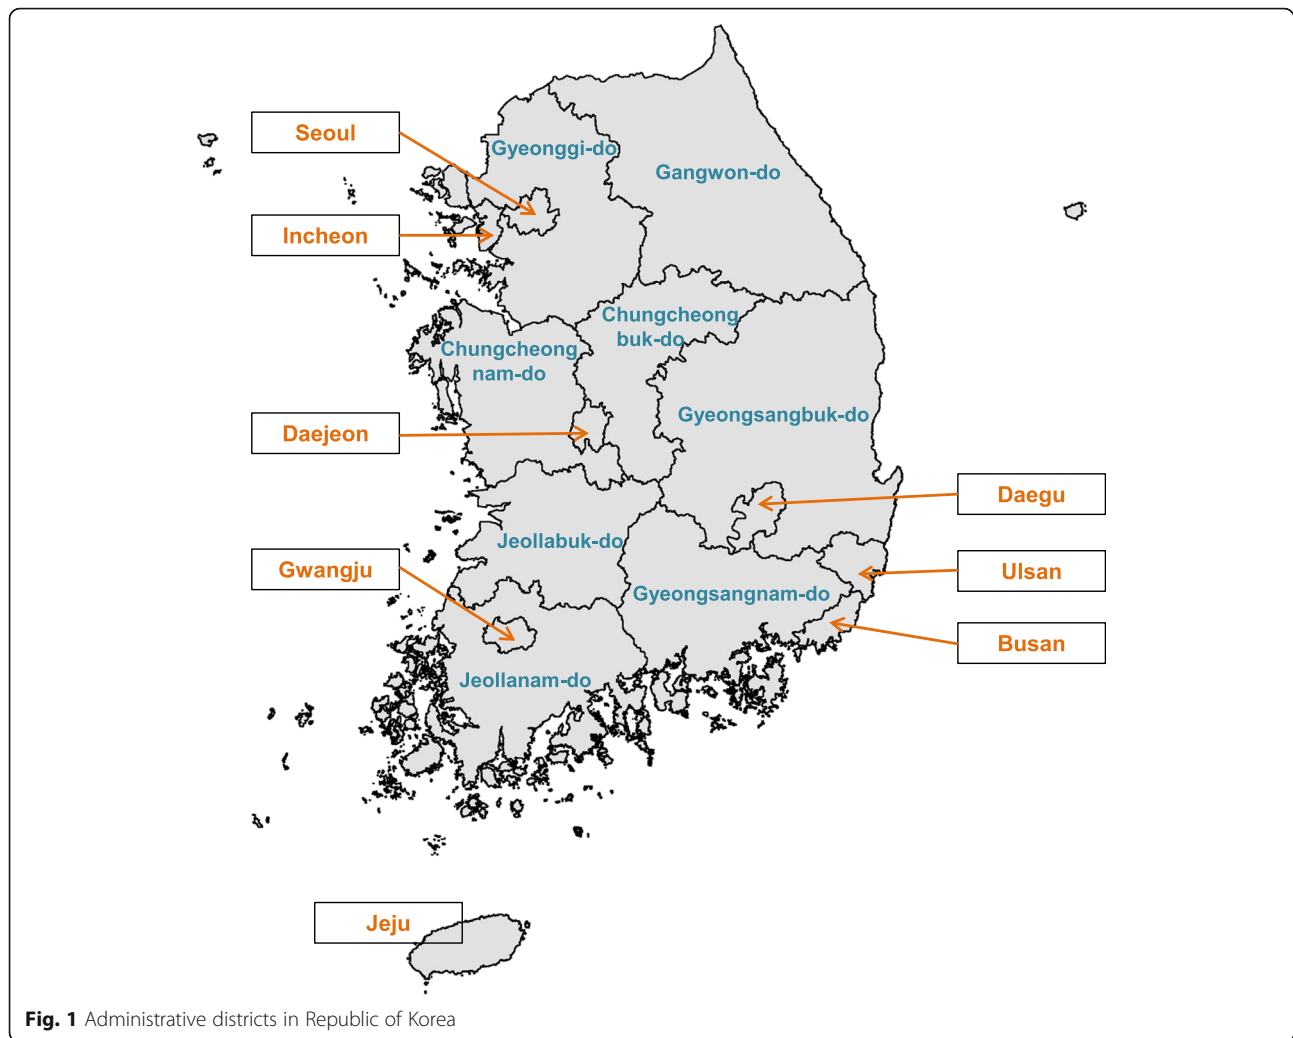 Seoul
Gyeonggi-do
Gangwon-do
Incheon
Chungcheong
buk-do
Chungcheong
nam-do
Gyeongsangbuk-do
Daejeon
Daegu
Jeollabuk-do
Gwangju
Ulsan
Gyeongsangnam-do
Busan
Jeollanam-do
Jeju
Fig. 1 Administrative districts in Republic of Korea